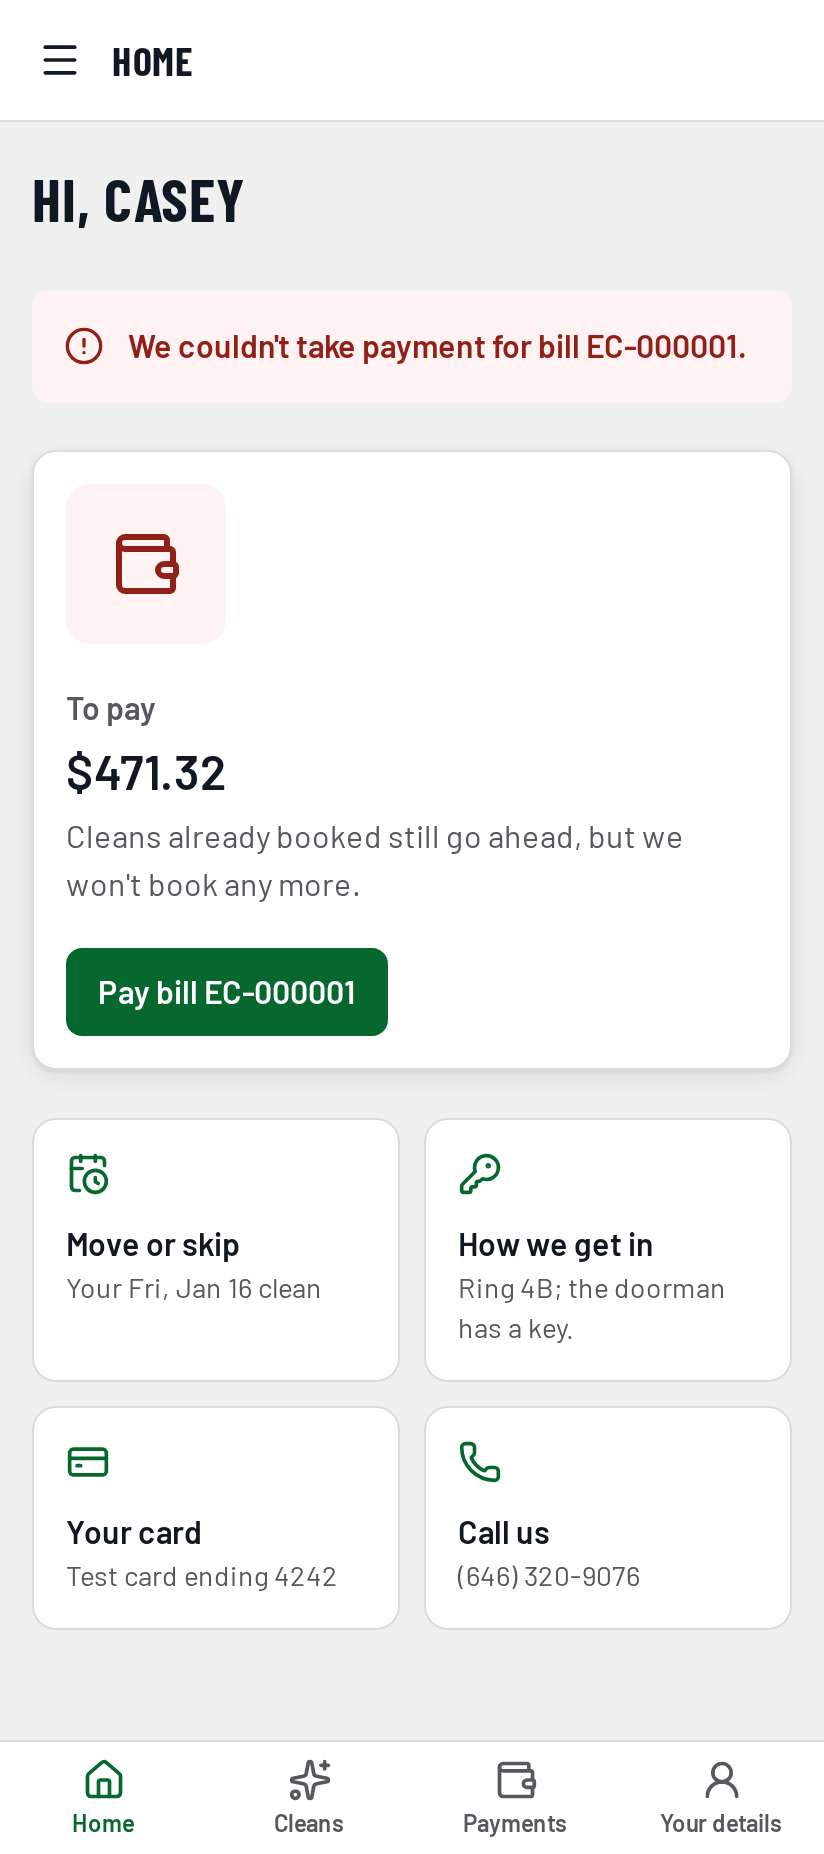 HOME
HI, CASEY
We couldn't take payment for bill EC-000001.
To pay
$471.32
Cleans already booked still go ahead, but we
won't book any more.
Pay bill EC-000001
Move or skip
Your Fri, Jan 16 clean
How we get in
Ring 4B; the doorman
has a key.
Your card
Test card ending 4242
Call us
(646) 320-9076
Home
Cleans
Payments
Your details